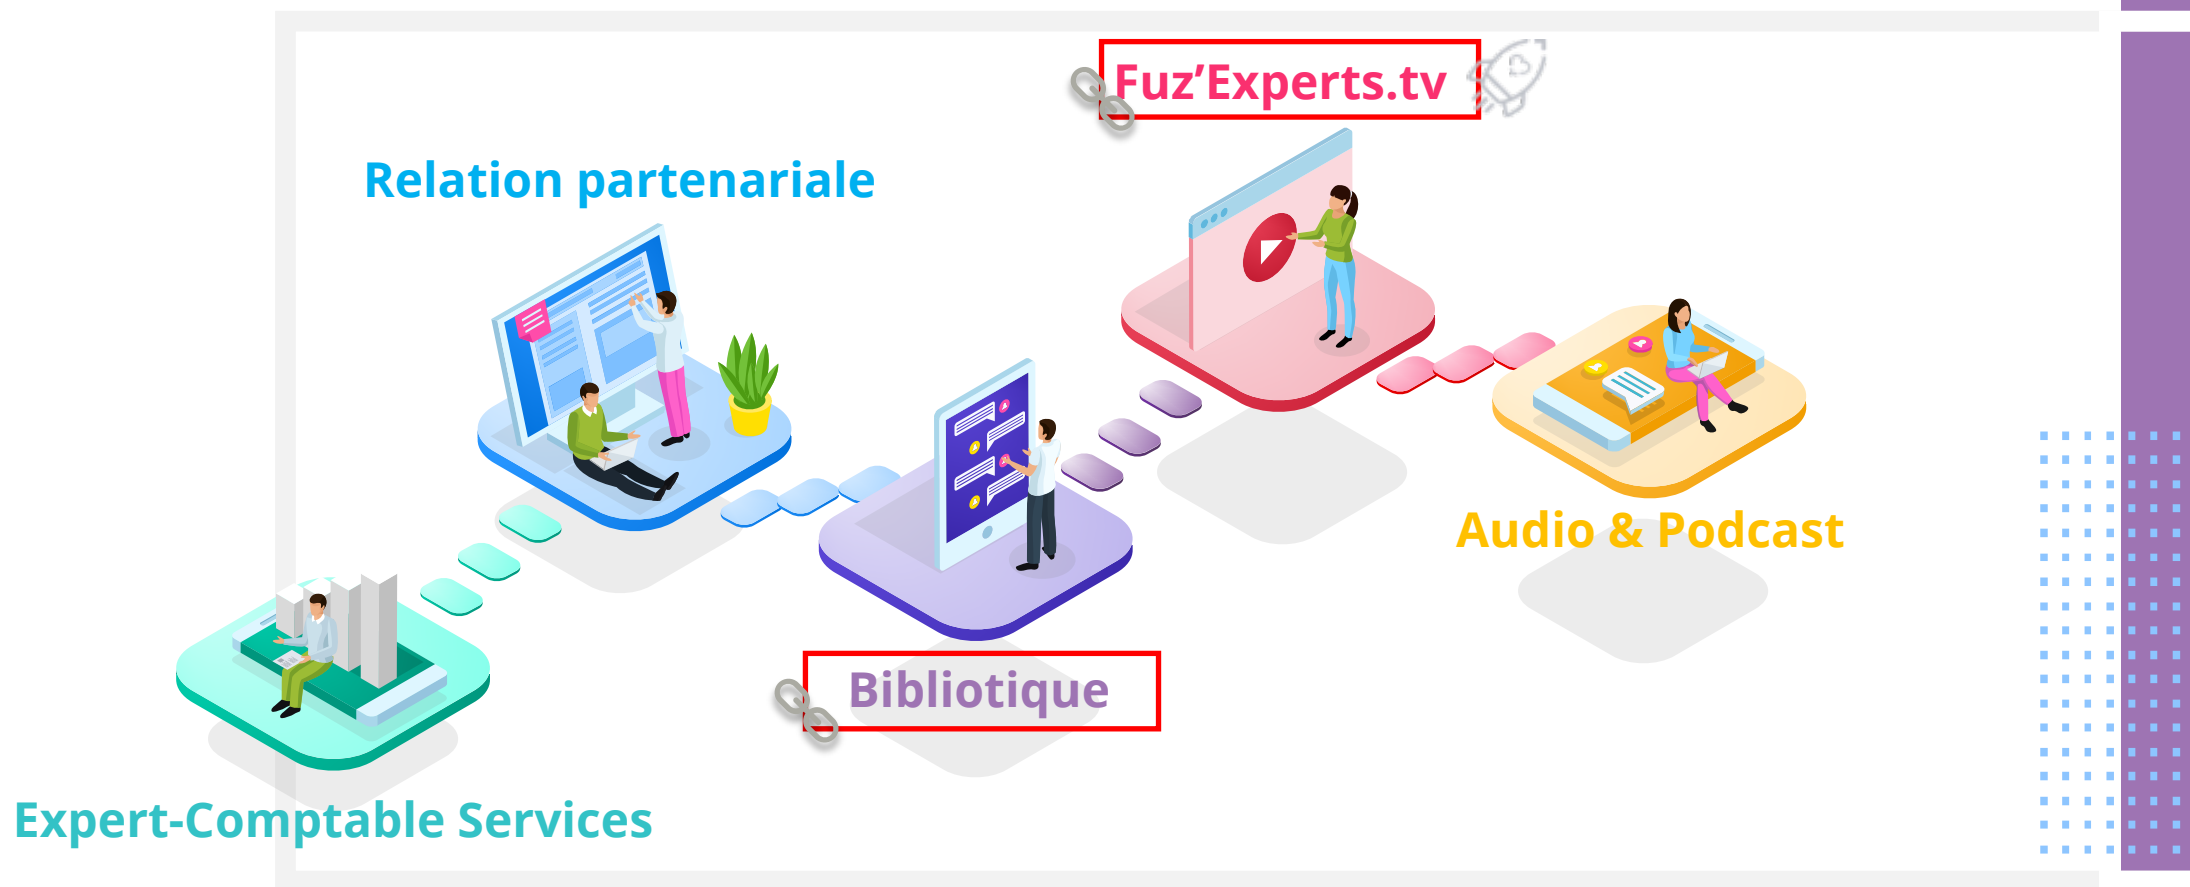 Fuz’Experts.tv
Relation partenariale
Audio & Podcast
Bibliotique
Expert-Comptable Services